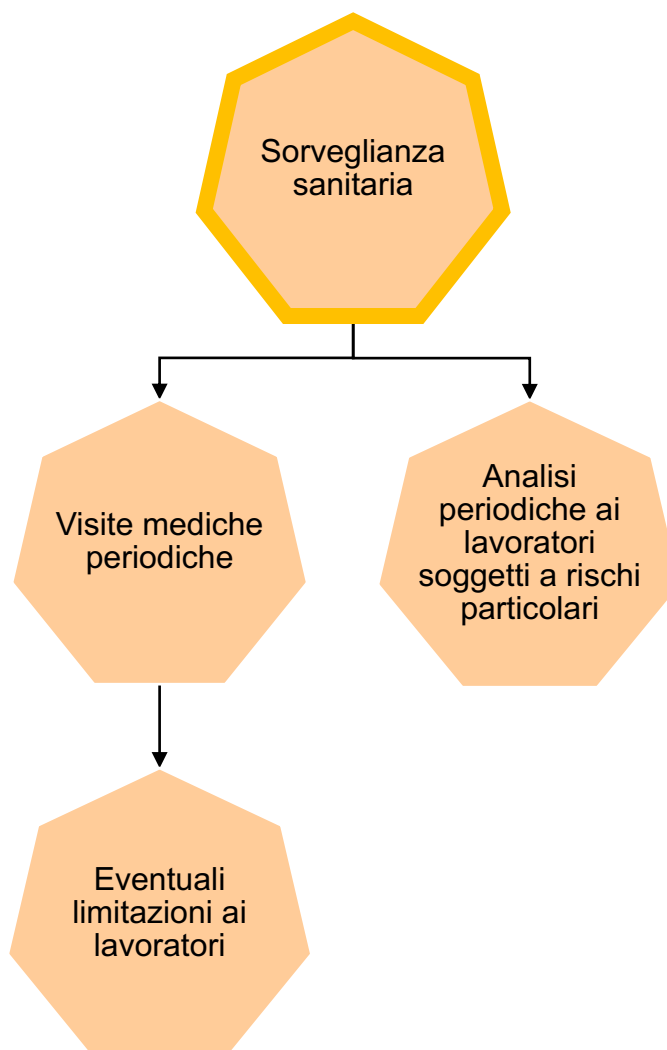 Sorveglianza
sanitaria
Visite mediche
periodiche
Analisi
periodiche ai
lavoratori
soggetti a rischi
particolari
Eventuali
limitazioni ai
lavoratori